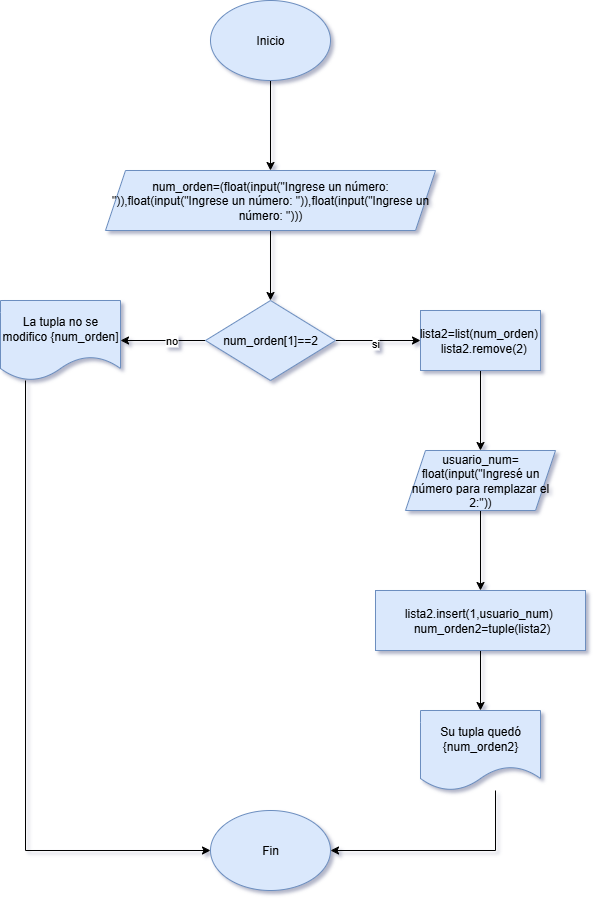 Inicio
num_orden=(float(input("Ingrese un número:
")),float(input("Ingrese un número: ")),float(input("Ingrese un
número: ")))
num_orden[1]==2
no
si
La tupla no se
modifico {num_orden]
lista2=list(num_orden)
lista2.remove(2)
usuario_num=
float(input("Ingresé un
número para remplazar el
2:"))
lista2.insert(1,usuario_num)
num_orden2=tuple(lista2)
Su tupla quedó
{num_orden2}
Fin